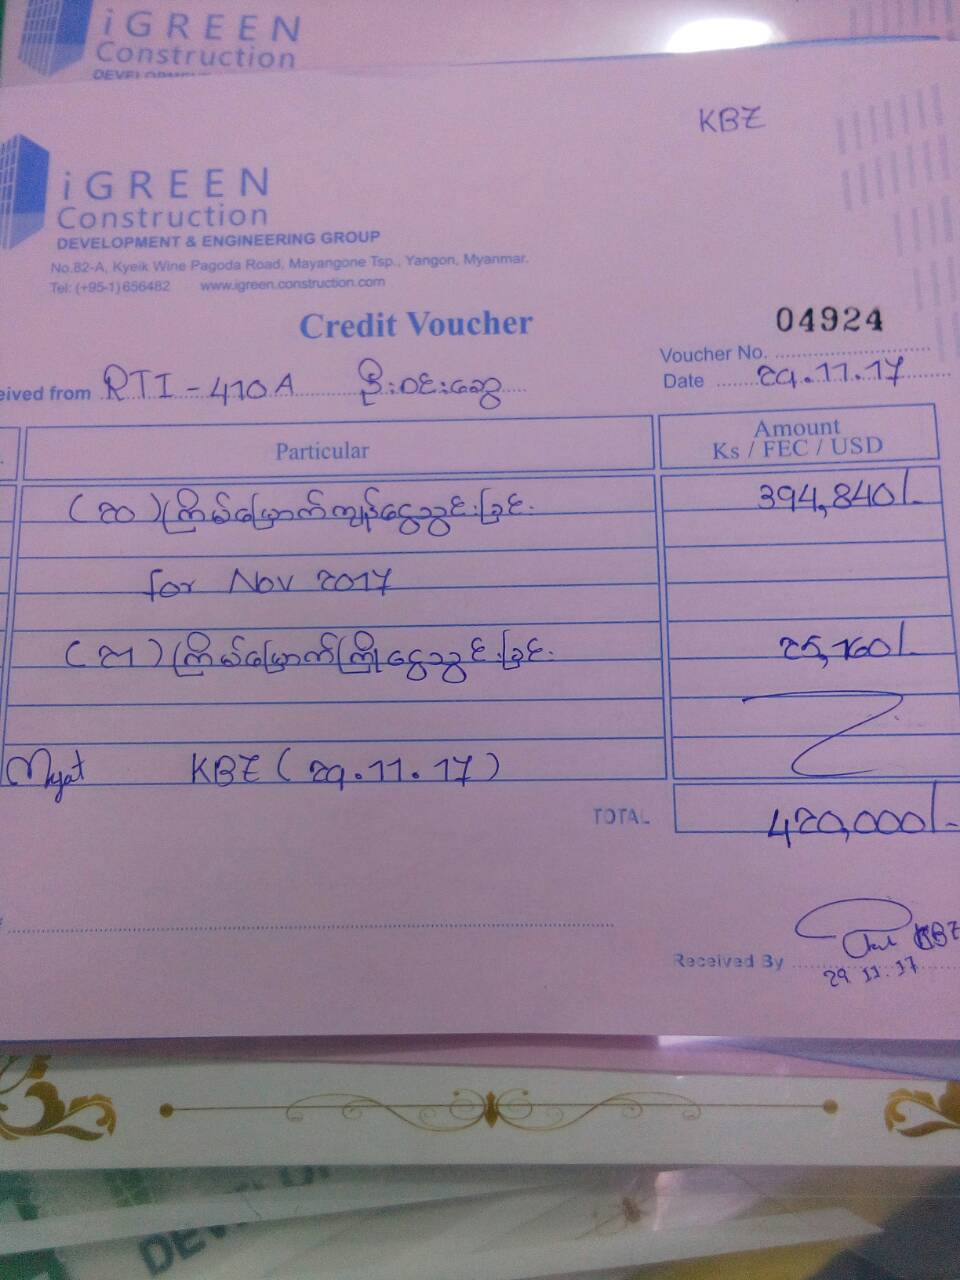 iGREEN
Construction
KBZ
iGREEN
Construction
DEVELOPMENT & ENGINEERING GROUP
No.82-A, Kyeik Wine Pagoda Road, Mayangone Tsp., Yangon, Myanmar.
Tel: (+95-1) 656482 www.igreen.construction.com
Credit Voucher
04924
Voucher No.
eived from RTI - 410A ဦးဝင်းဆွေ
Date 29.11.17
Particular
Amount
Ks / FEC / USD
(၁၀) ကြိမ်မြောက်ကျန်ငွေသွင်းခြင်း 394,840/-
for Nov 2017
(၁၁) ကြိမ်မြောက်ကြိုငွေသွင်းခြင်း 25,160/-
Myat KBZ (29.11.17)
TOTAL 420,000/-
KBZ
Received By
29.11.17